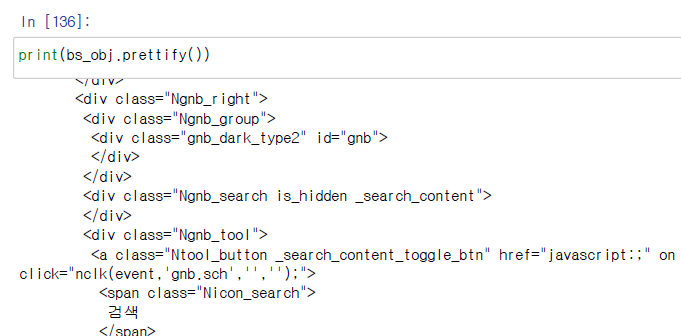 In [136]:
print(bs_obj.prettify())
</div>
<div class="Ngnb_right">
<div class="Ngnb_group">
<div class="gnb_dark_type2" id="gnb">
</div>
</div>
<div class="Ngnb_search is_hidden _search_content">
</div>
<div class="Ngnb_tool">
<a class="Ntool_button _search_content_toggle_btn" href="javascript:;" on
click="nclk(event,'gnb.sch','','');">
<span class="Nicon_search">
검색
</span>